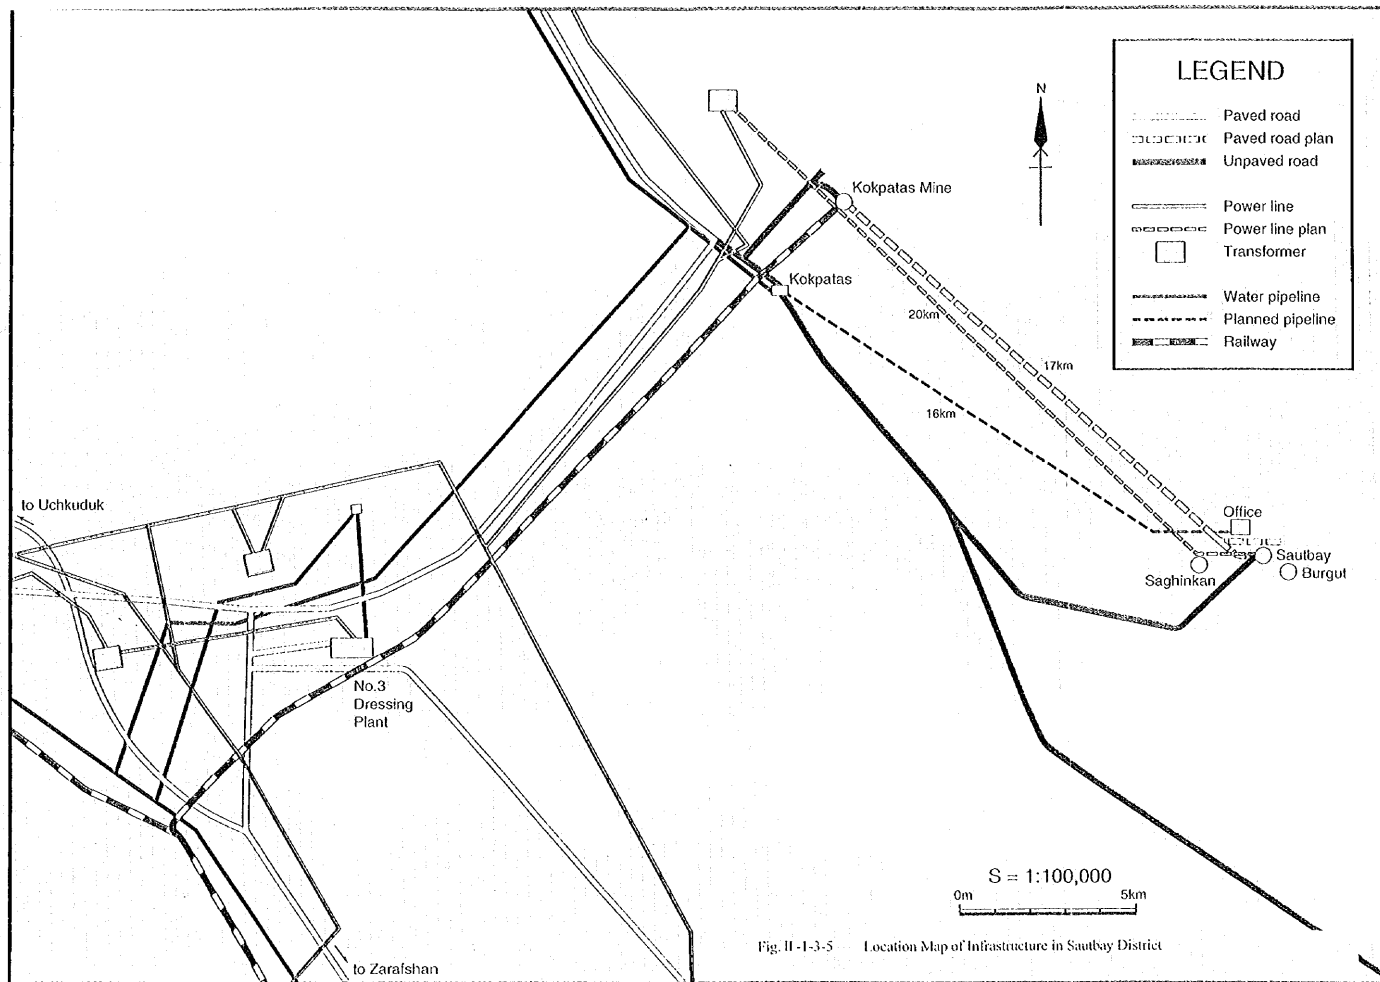 LEGEND
Paved road
Paved road plan
Unpaved road
Power line
Power line plan
Transformer
Water pipeline
Planned pipeline
Railway
N
Kokpatas Mine
Kokpatas
20km
17km
16km
to Uchkuduk
Office
Sautbay
Saghinkan
Burgut
No.3
Dressing
Plant
S = 1:100,000
0m 5km
Fig. II-1-3-5 Location Map of Infrastructure in Sautbay District
to Zarafshan